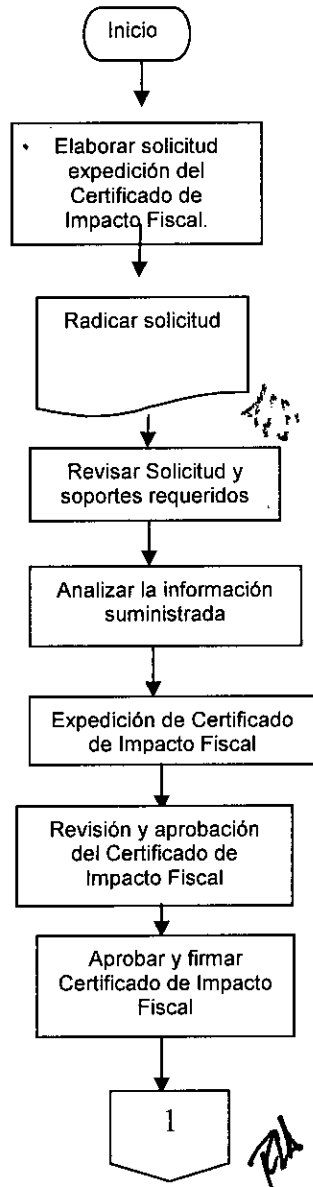 Inicio
Elaborar solicitud
expedición del
Certificado de
Impacto Fiscal.
Radicar solicitud
Revisar Solicitud y
soportes requeridos
Analizar la información
suministrada
Expedición de Certificado
de Impacto Fiscal
Revisión y aprobación
del Certificado de
Impacto Fiscal
Aprobar y firmar
Certificado de Impacto
Fiscal
1